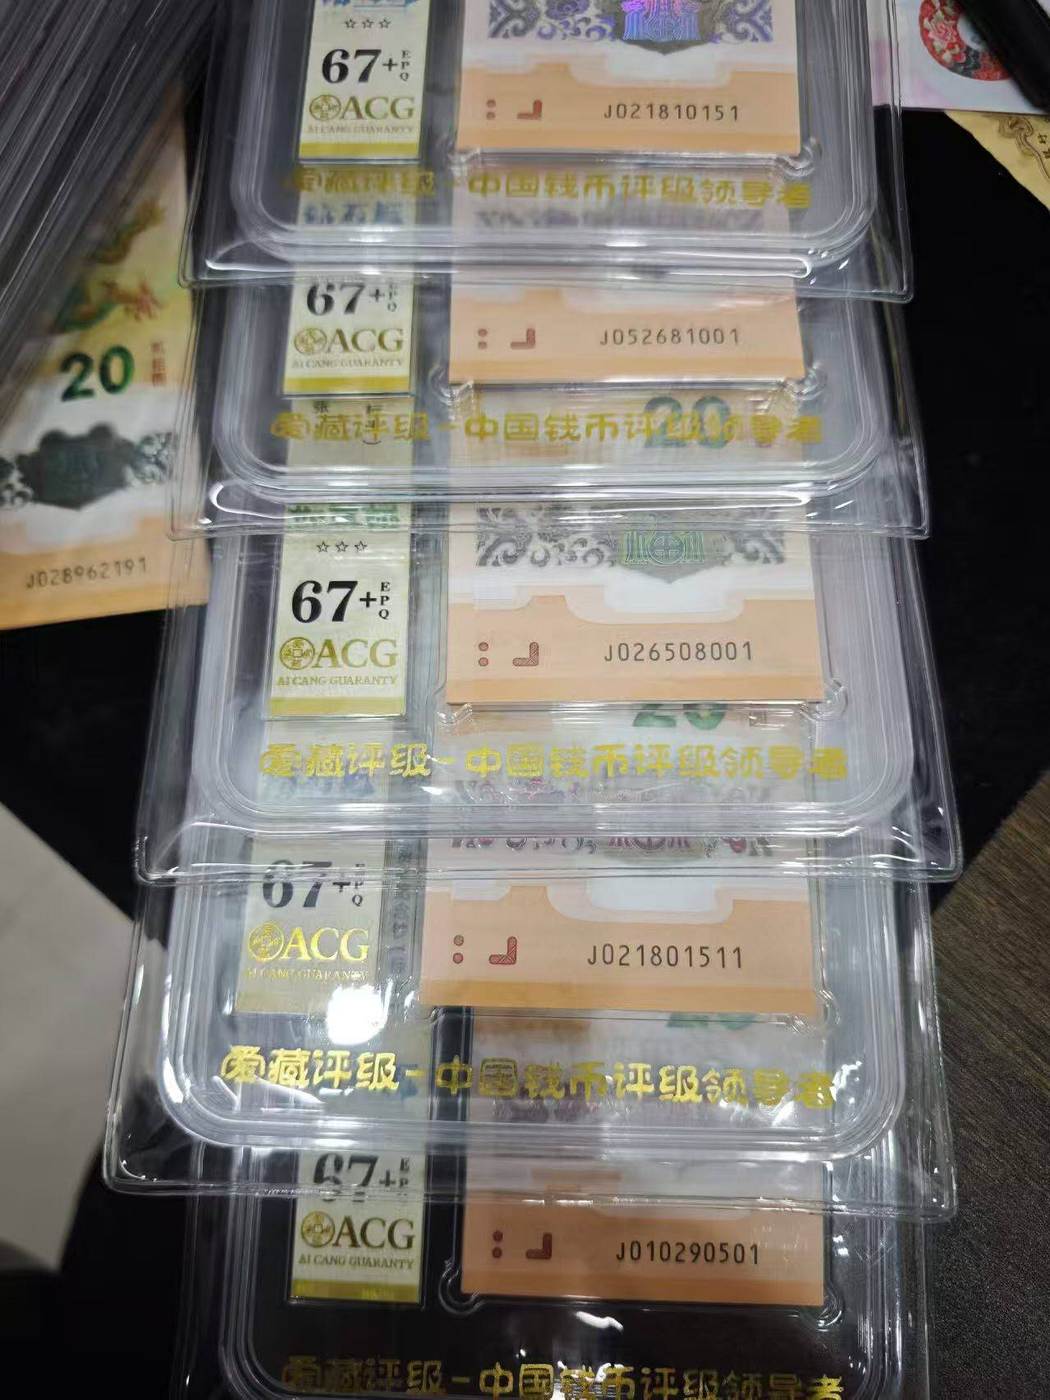 ☆☆☆
67+EPQ
ACG
AI CANG GUARANTY
J021810151
爱藏评级-中国钱币评级领导者
67+EPQ
ACG
AI CANG GUARANTY
J052681001
20
爱藏评级-中国钱币评级领导者
20
J028962191
☆☆☆
67+EPQ
ACG
AI CANG GUARANTY
J026508001
20
爱藏评级-中国钱币评级领导者
67+EPQ
ACG
AI CANG GUARANTY
J021801511
20
爱藏评级-中国钱币评级领导者
67+EPQ
ACG
AI CANG GUARANTY
J010290501
爱藏评级-中国钱币评级领导者